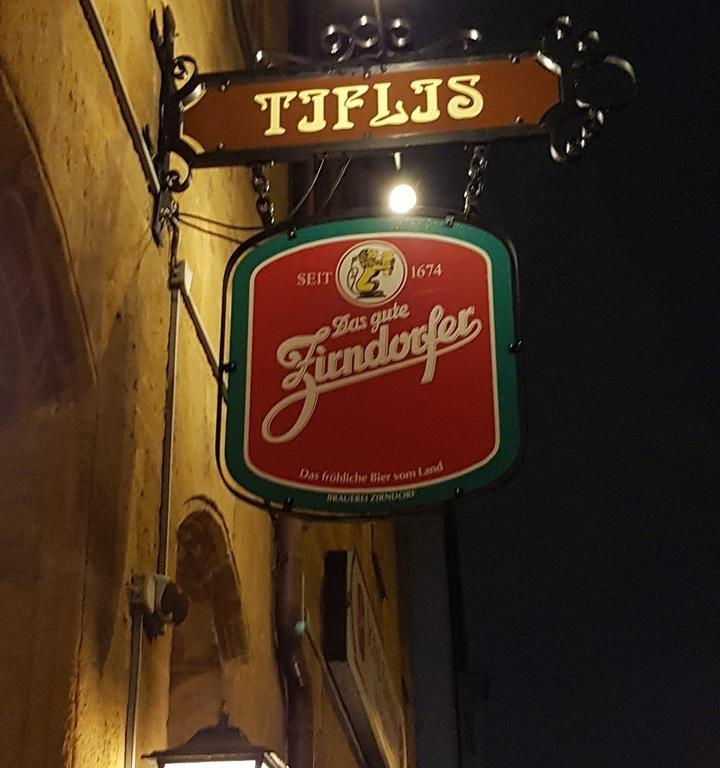 TIFLIS
SEIT 1674
Das gute
Zirndorfer
Das fröhliche Bier vom Land
BRAUEREI ZIRNDORF